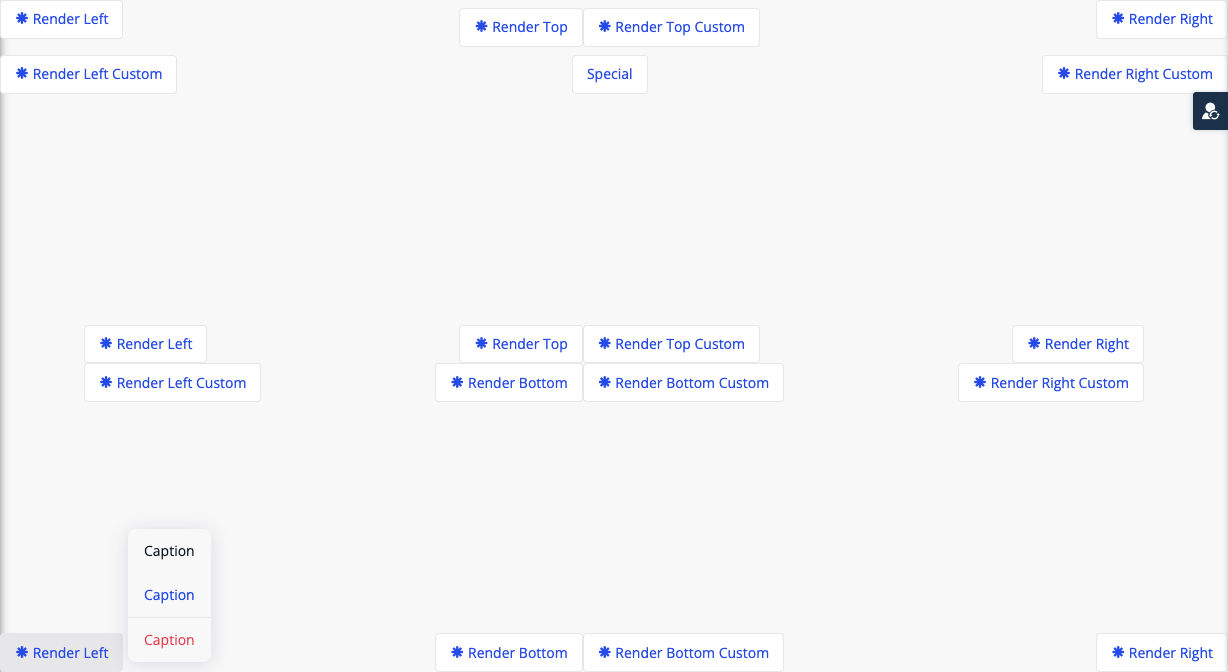 Render Left
Render Top
Render Top Custom
Render Right
Render Left Custom
Special
Render Right Custom
Render Left
Render Top
Render Top Custom
Render Right
Render Left Custom
Render Bottom
Render Bottom Custom
Render Right Custom
Caption
Caption
Caption
Render Left
Render Bottom
Render Bottom Custom
Render Right